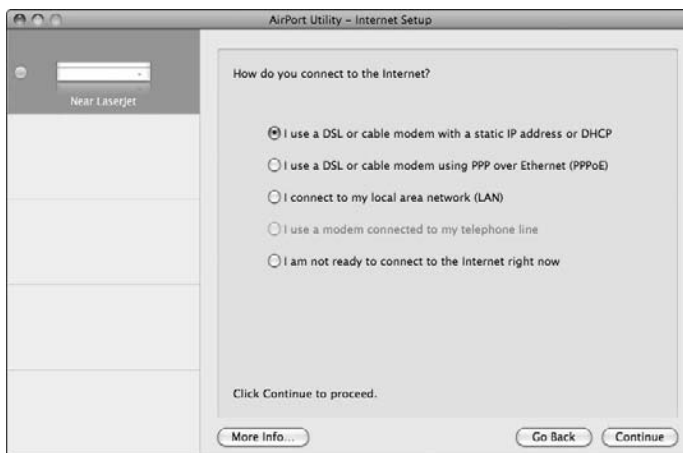 AirPort Utility – Internet Setup
Near LaserJet
How do you connect to the Internet?
I use a DSL or cable modem with a static IP address or DHCP
I use a DSL or cable modem using PPP over Ethernet (PPPoE)
I connect to my local area network (LAN)
I use a modem connected to my telephone line
I am not ready to connect to the Internet right now
Click Continue to proceed.
More Info...
Go Back
Continue